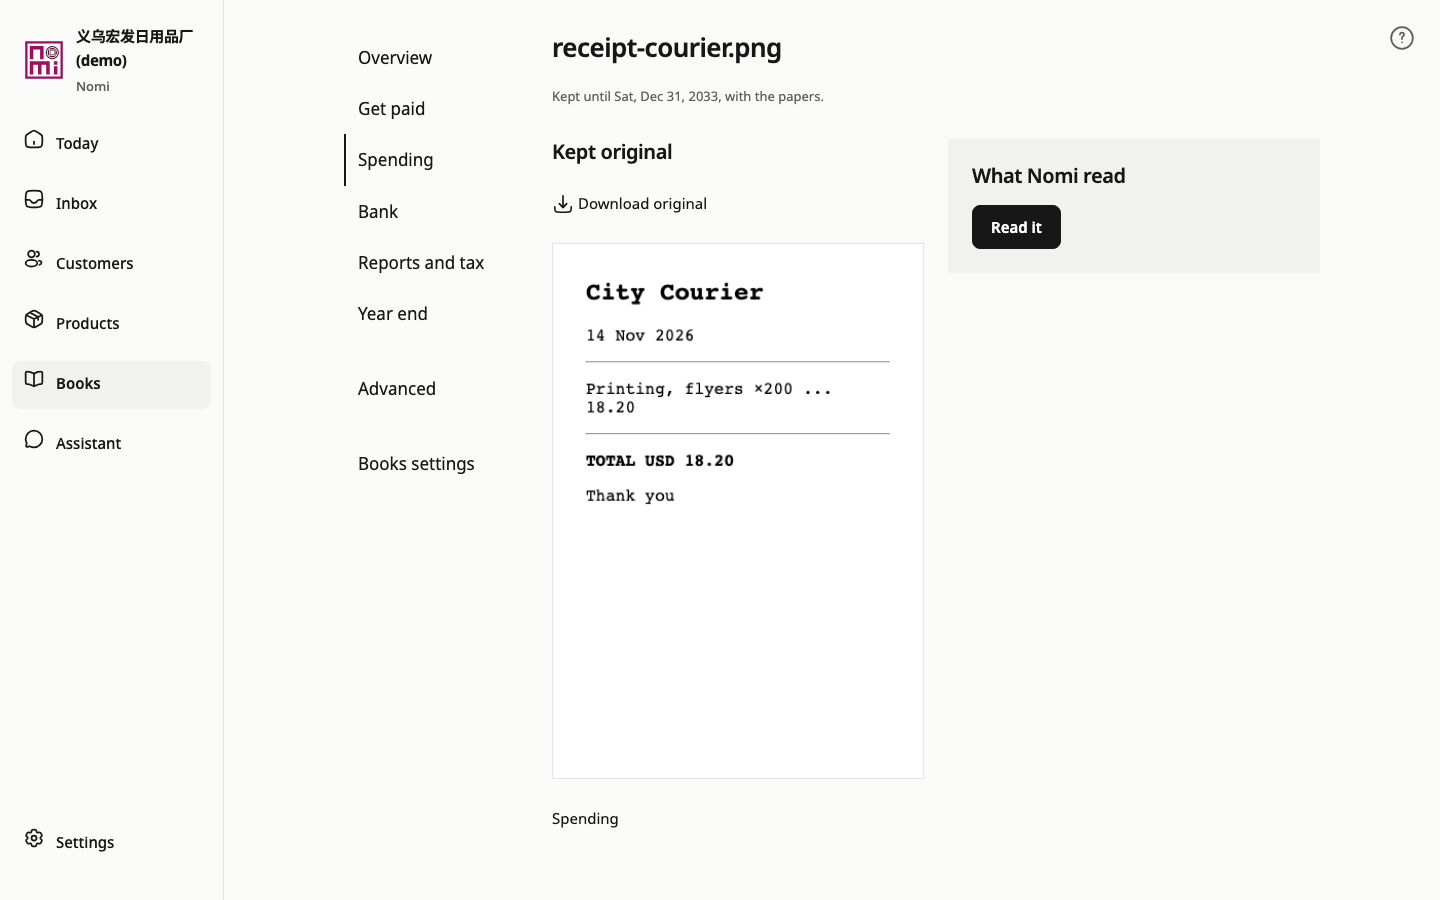 义乌宏发日用品厂
(demo)
Nomi
Today
Inbox
Customers
Products
Books
Assistant
Settings
Overview
Get paid
Spending
Bank
Reports and tax
Year end
Advanced
Books settings
receipt-courier.png
Kept until Sat, Dec 31, 2033, with the papers.
Kept original
Download original
City Courier
14 Nov 2026
Printing, flyers ×200 ...
18.20
TOTAL USD 18.20
Thank you
Spending
What Nomi read
Read it